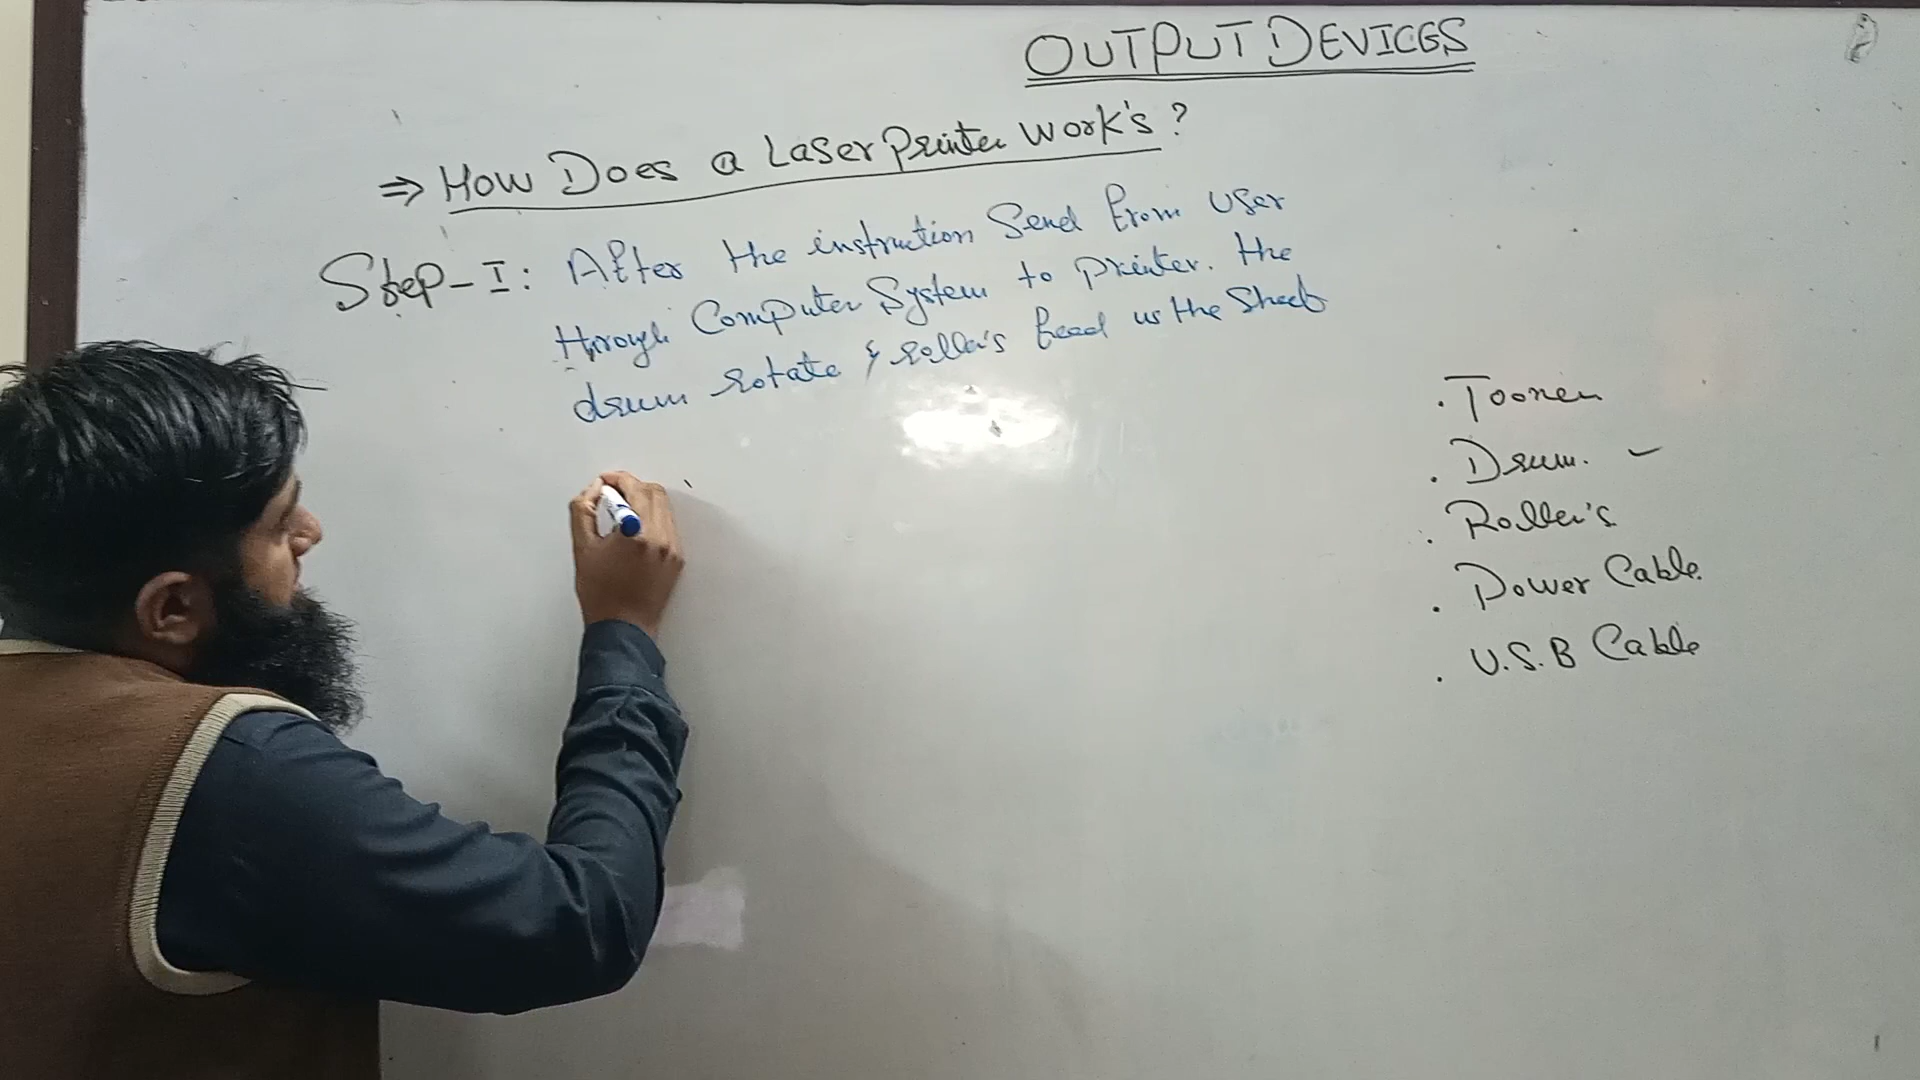 OUTPUT DEVICES
⇒ How Does a Laser Printer Work's?
Step-I: After the instruction Send from user
through Computer System to printer. the
drum rotate & roller's feed us the Sheet
. Tooner
. Drum. -
. Roller's
. Power Cable.
. U.S.B Cable